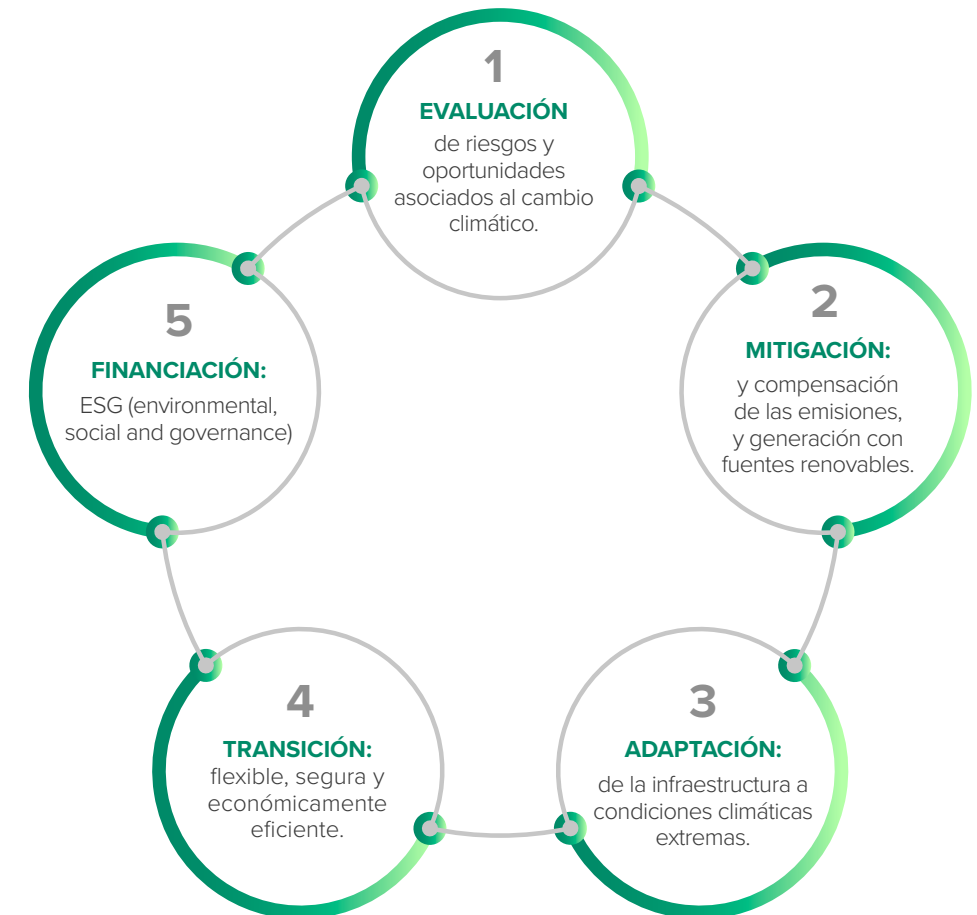 1
EVALUACIÓN
de riesgos y
oportunidades
asociados al cambio
climático.
2
MITIGACIÓN:
y compensación
de las emisiones,
y generación con
fuentes renovables.
3
ADAPTACIÓN:
de la infraestructura a
condiciones climáticas
extremas.
4
TRANSICIÓN:
flexible, segura y
económicamente
eficiente.
5
FINANCIACIÓN:
ESG (environmental,
social and governance)